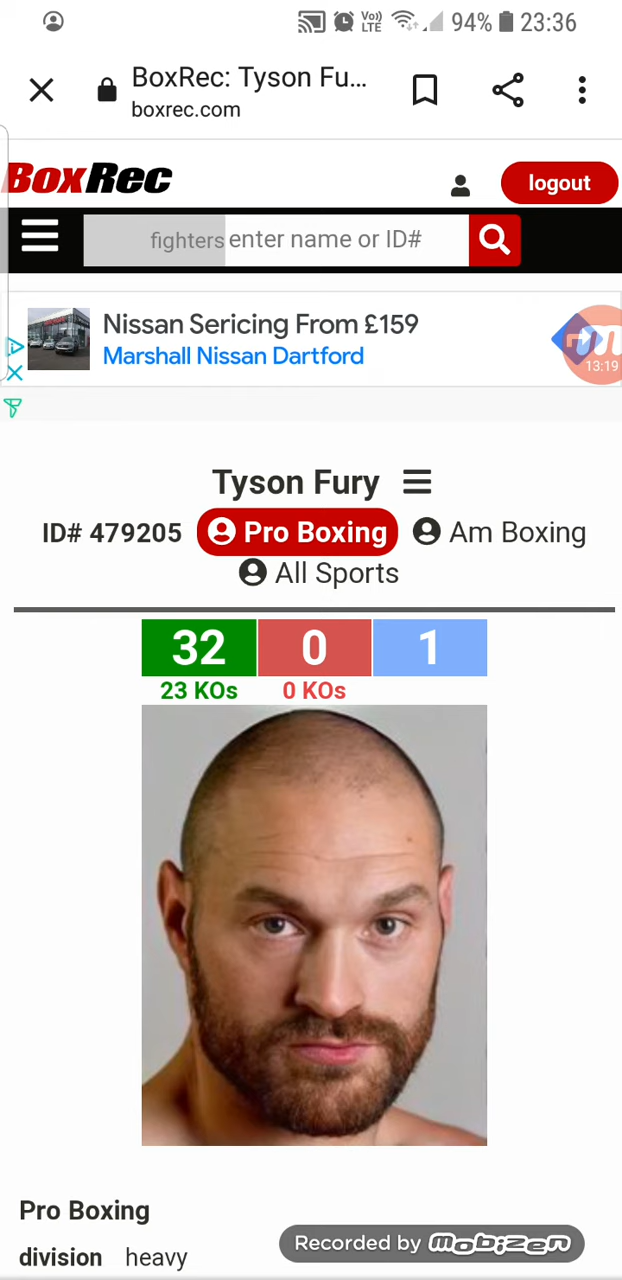 Vo))
LTE
94%
23:36
BoxRec: Tyson Fu...
boxrec.com
BoxRec
logout
fighters enter name or ID#
Nissan Sericing From £159
Marshall Nissan Dartford
13:19
Tyson Fury
ID# 479205 Pro Boxing Am Boxing
All Sports
32 0 1
23 KOs 0 KOs
Pro Boxing
division heavy
Recorded by mobizen